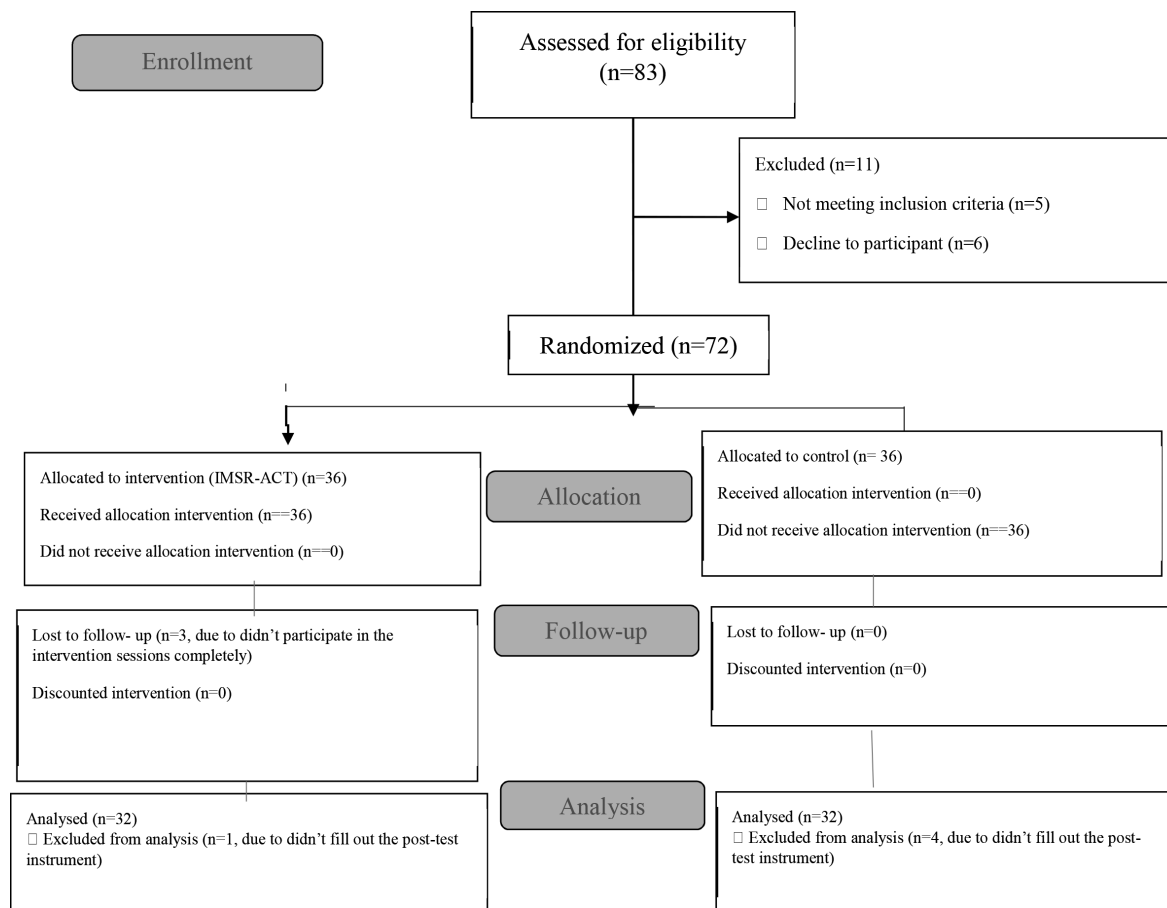 Enrollment
Assessed for eligibility
(n=83)
Excluded (n=11)
□ Not meeting inclusion criteria (n=5)
□ Decline to participant (n=6)
Randomized (n=72)
Allocated to intervention (IMSR-ACT) (n=36)
Received allocation intervention (n==36)
Did not receive allocation intervention (n==0)
Allocation
Allocated to control (n= 36)
Received allocation intervention (n==0)
Did not receive allocation intervention (n==36)
Lost to follow- up (n=3, due to didn’t participate in the
intervention sessions completely)
Discounted intervention (n=0)
Follow-up
Lost to follow- up (n=0)
Discounted intervention (n=0)
Analysed (n=32)
□ Excluded from analysis (n=1, due to didn’t fill out the post-test
instrument)
Analysis
Analysed (n=32)
□ Excluded from analysis (n=4, due to didn’t fill out the post-
test instrument)